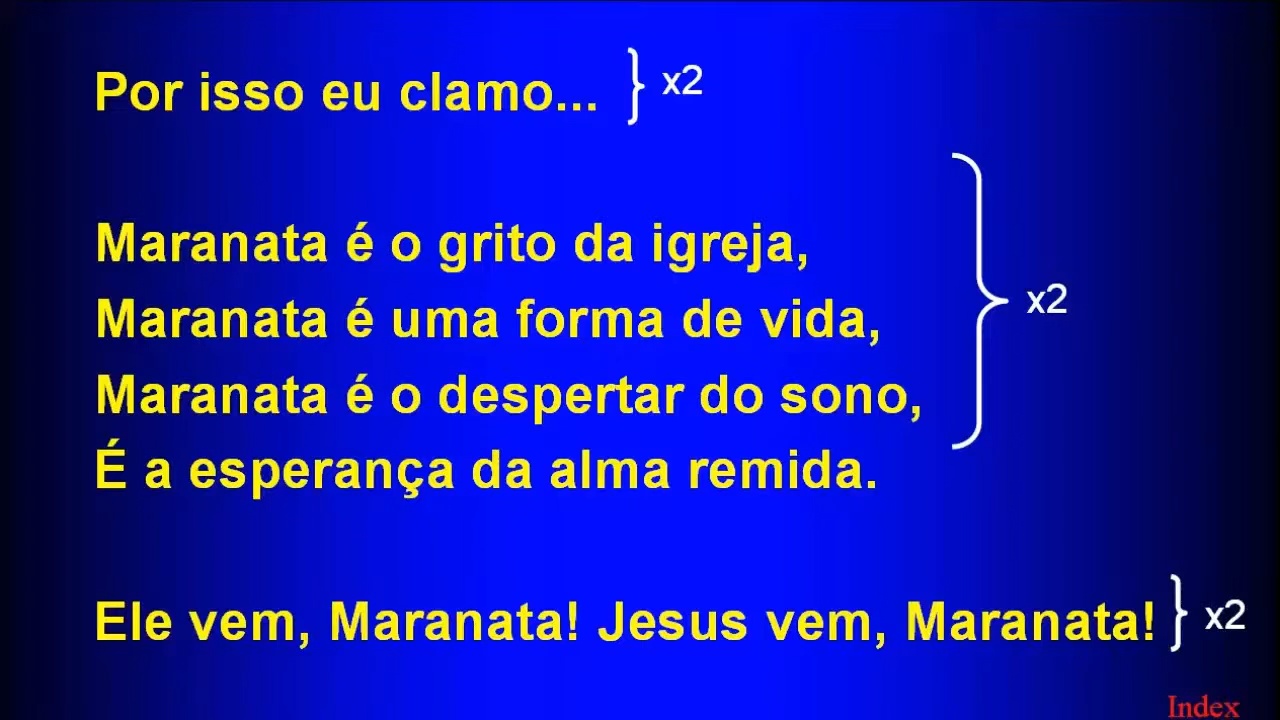 Por isso eu clamo... x2
Maranata é o grito da igreja,
Maranata é uma forma de vida,
x2
Maranata é o despertar do sono,
É a esperança da alma remida.
Ele vem, Maranata! Jesus vem, Maranata! x2
Index